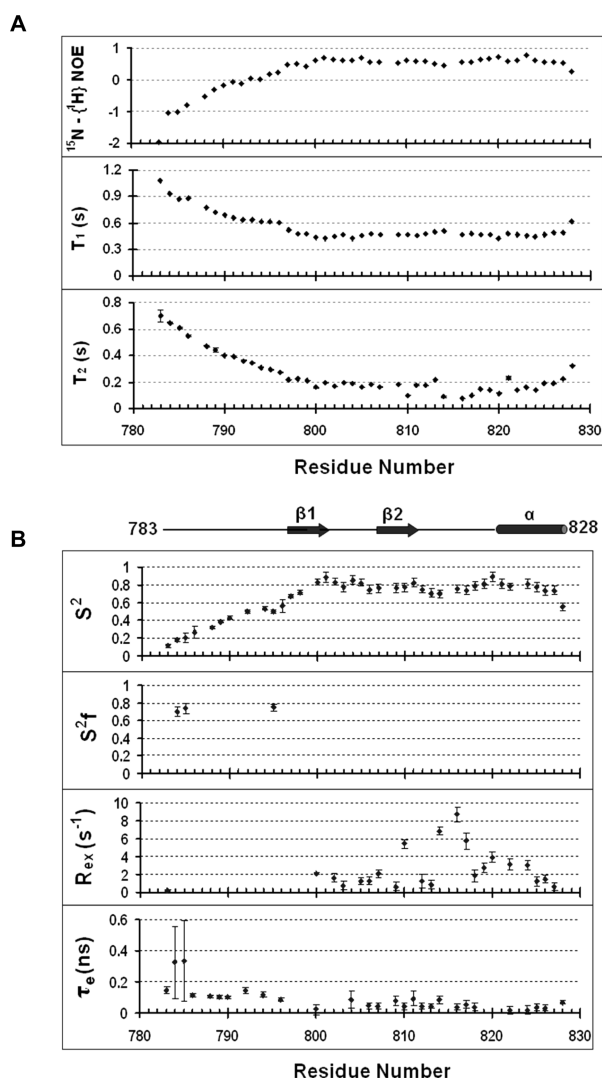 A
¹⁵N - {¹H} NOE
1
0
-1
-2
T₁ (s)
1.2
0.9
0.6
0.3
0
T₂ (s)
0.8
0.6
0.4
0.2
0
780 790 800 810 820 830
Residue Number
β1 β2 α
783 828
B
S²
1
0.8
0.6
0.4
0.2
0
S²f
1
0.8
0.6
0.4
0.2
0
Rex (s⁻¹)
10
8
6
4
2
0
τe (ns)
0.6
0.4
0.2
0
780 790 800 810 820 830
Residue Number